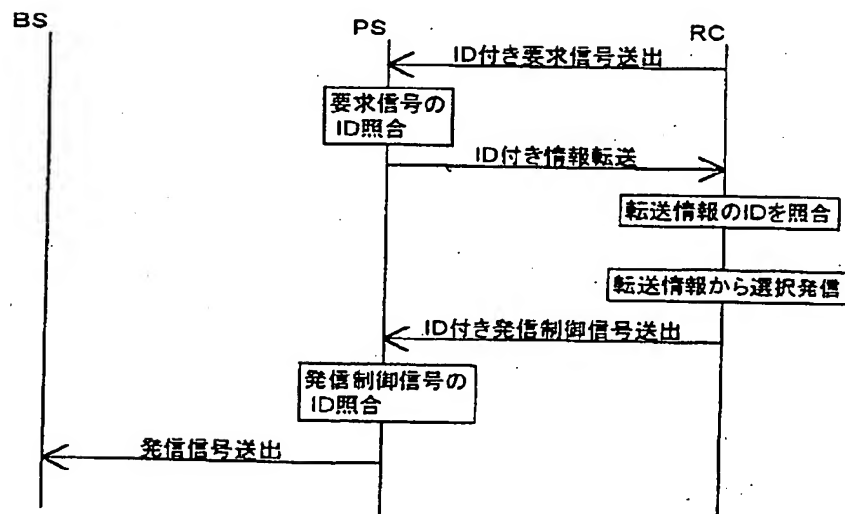 BS
PS
RC
ID付き要求信号送出
要求信号の
ID照合
ID付き情報転送
転送情報のIDを照合
転送情報から選択発信
ID付き発信制御信号送出
発信制御信号の
ID照合
発信信号送出